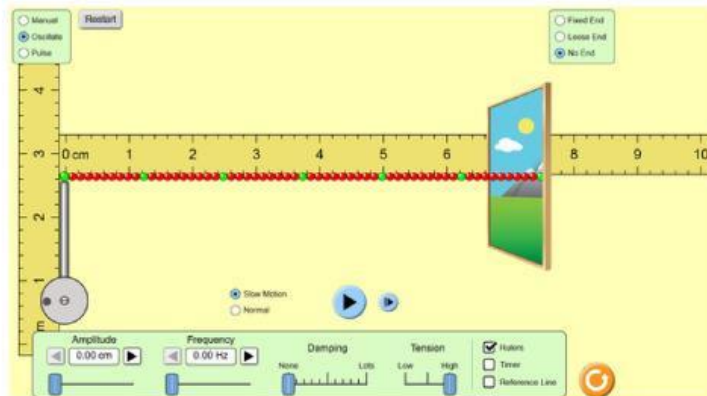 Manual
Oscillate
Pulse
Restart
Fixed End
Loose End
No End
4
3
2
1
0 cm 1 2 3 4 5 6 8 9 10
Slow Motion
Normal
Amplitude
0.00 cm
Frequency
0.00 Hz
Damping
None Lots
Tension
Low High
Rulers
Timer
Reference Line